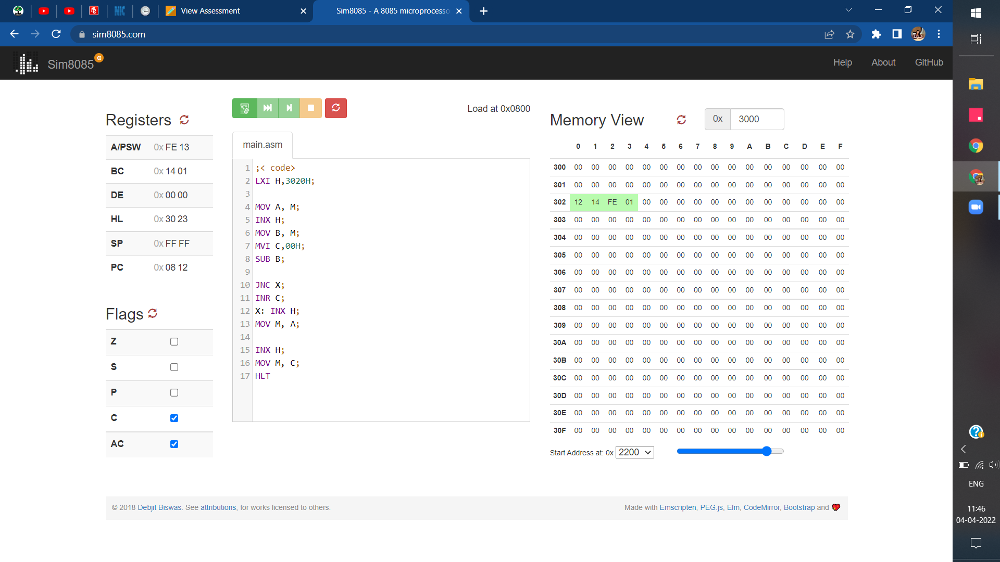 View Assessment
Sim8085 - A 8085 microprocesso
sim8085.com
Sim8085 α
Help About GitHub
Registers
A/PSW 0x FE 13
BC 0x 14 01
DE 0x 00 00
HL 0x 30 23
SP 0x FF FF
PC 0x 08 12
Flags
Z
S
P
C
AC
Load at 0x0800
main.asm
1 ;< code>
2 LXI H,3020H;
3
4 MOV A, M;
5 INX H;
6 MOV B, M;
7 MVI C,00H;
8 SUB B;
9
10 JNC X;
11 INR C;
12 X: INX H;
13 MOV M, A;
14
15 INX H;
16 MOV M, C;
17 HLT
Memory View 0x 3000
0 1 2 3 4 5 6 7 8 9 A B C D E F
300 00 00 00 00 00 00 00 00 00 00 00 00 00 00 00 00
301 00 00 00 00 00 00 00 00 00 00 00 00 00 00 00 00
302 12 14 FE 01 00 00 00 00 00 00 00 00 00 00 00 00
303 00 00 00 00 00 00 00 00 00 00 00 00 00 00 00 00
304 00 00 00 00 00 00 00 00 00 00 00 00 00 00 00 00
305 00 00 00 00 00 00 00 00 00 00 00 00 00 00 00 00
306 00 00 00 00 00 00 00 00 00 00 00 00 00 00 00 00
307 00 00 00 00 00 00 00 00 00 00 00 00 00 00 00 00
308 00 00 00 00 00 00 00 00 00 00 00 00 00 00 00 00
309 00 00 00 00 00 00 00 00 00 00 00 00 00 00 00 00
30A 00 00 00 00 00 00 00 00 00 00 00 00 00 00 00 00
30B 00 00 00 00 00 00 00 00 00 00 00 00 00 00 00 00
30C 00 00 00 00 00 00 00 00 00 00 00 00 00 00 00 00
30D 00 00 00 00 00 00 00 00 00 00 00 00 00 00 00 00
30E 00 00 00 00 00 00 00 00 00 00 00 00 00 00 00 00
30F 00 00 00 00 00 00 00 00 00 00 00 00 00 00 00 00
Start Address at: 0x 2200
© 2018 Debjit Biswas. See attributions, for works licensed to others.
Made with Emscripten, PEG.js, Elm, CodeMirror, Bootstrap and
ENG
11:46
04-04-2022